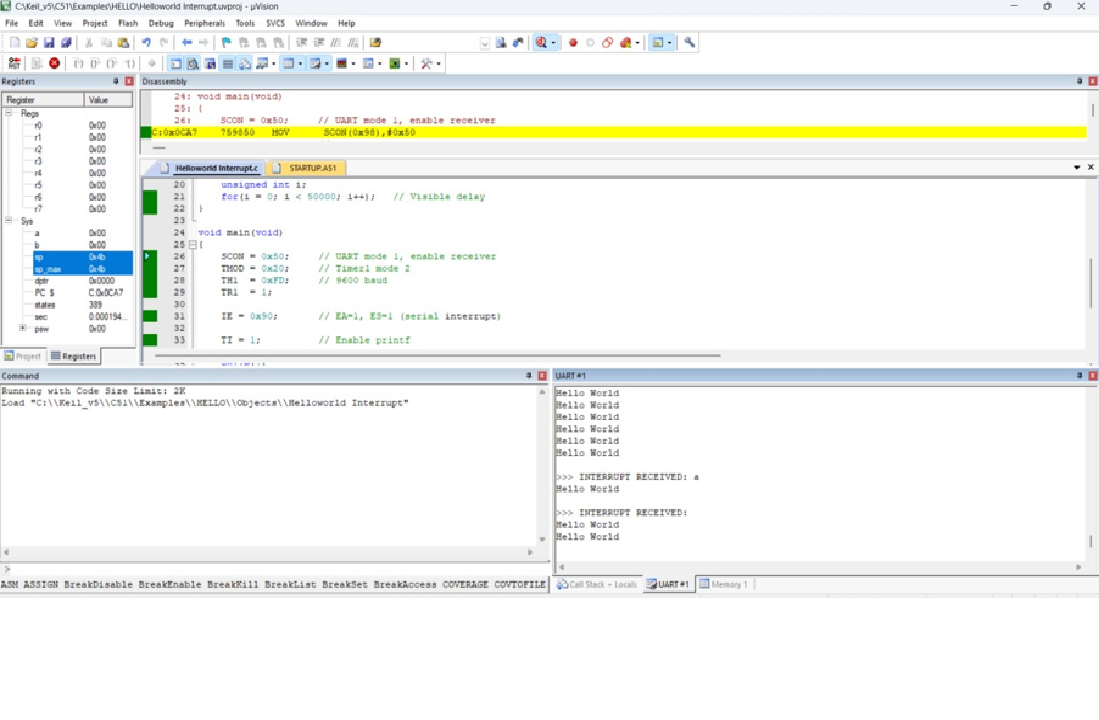 C:\Keil_v5\C51\Examples\HELLO\Helloworld Interrupt.uvproj - µVision
File Edit View Project Flash Debug Peripherals Tools SVCS Window Help
Registers
Register Value
Regs
r0 0x00
r1 0x00
r2 0x00
r3 0x00
r4 0x00
r5 0x00
r6 0x00
r7 0x00
Sys
a 0x00
b 0x00
sp 0x4b
sp_max 0x4b
dptr 0x0000
PC $ C:0x0CA7
states 389
sec 0.000194...
psw 0x00
Project Registers
Disassembly
24: void main(void)
25: {
26: SCON = 0x50; // UART mode 1, enable receiver
C:0x0CA7 759850 MOV SCON(0x98),#0x50
Helloworld Interrupt.c STARTUP.A51
20 unsigned int i;
21 for(i = 0; i < 50000; i++); // Visible delay
22 }
23
24 void main(void)
25 {
26 SCON = 0x50; // UART mode 1, enable receiver
27 TMOD = 0x20; // Timer1 mode 2
28 TH1 = 0xFD; // 9600 baud
29 TR1 = 1;
30
31 IE = 0x90; // EA=1, ES=1 (serial interrupt)
32
33 TI = 1; // Enable printf
Command
Running with Code Size Limit: 2K
Load "C:\\Keil_v5\\C51\\Examples\\HELLO\\Objects\\Helloworld Interrupt"
>
ASM ASSIGN BreakDisable BreakEnable BreakKill BreakList BreakSet BreakAccess COVERAGE COVTOFILE
UART #1
Hello World
Hello World
Hello World
Hello World
Hello World
Hello World
>>> INTERRUPT RECEIVED: a
Hello World
>>> INTERRUPT RECEIVED:
Hello World
Hello World
Call Stack + Locals UART #1 Memory 1